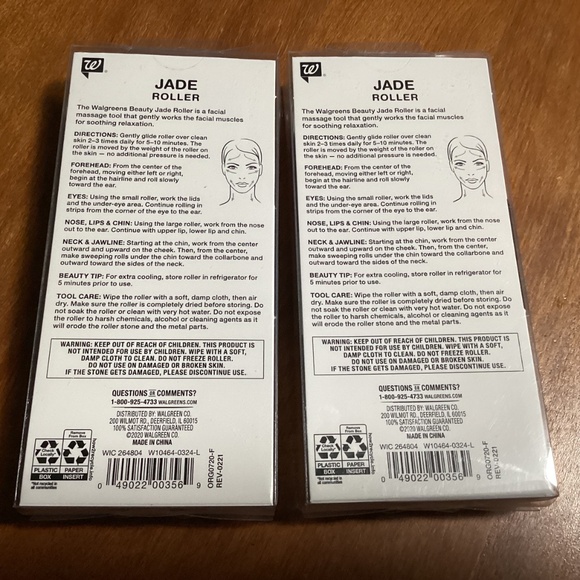 W
JADE
ROLLER
The Walgreens Beauty Jade Roller is a facial
massage tool that gently works the facial muscles
for soothing relaxation.
DIRECTIONS: Gently glide roller over clean
skin 2–3 times daily for 5–10 minutes. The
roller is moved by the weight of the roller on
the skin — no additional pressure is needed.
FOREHEAD: From the center of the
forehead, moving either left or right,
begin at the hairline and roll slowly
toward the ear.
EYES: Using the small roller, work the lids
and the under-eye area. Continue rolling in
strips from the corner of the eye to the ear.
NOSE, LIPS & CHIN: Using the large roller, work from the nose
out to the ear. Continue with upper lip, lower lip and chin.
NECK & JAWLINE: Starting at the chin, work from the center
outward and upward on the cheek. Then, from the center,
make sweeping rolls under the chin toward the collarbone and
outward toward the sides of the neck.
BEAUTY TIP: For extra cooling, store roller in refrigerator for
5 minutes prior to use.
TOOL CARE: Wipe the roller with a soft, damp cloth, then air
dry. Make sure the roller is completely dried before storing. Do
not soak the roller or clean with very hot water. Do not expose
the roller to harsh chemicals, alcohol or cleaning agents as it
will erode the roller stone and the metal parts.
WARNING: KEEP OUT OF REACH OF CHILDREN. THIS PRODUCT IS
NOT INTENDED FOR USE BY CHILDREN. WIPE WITH A SOFT,
DAMP CLOTH TO CLEAN. DO NOT FREEZE ROLLER.
DO NOT USE ON DAMAGED OR BROKEN SKIN.
IF THE STONE GETS DAMAGED, PLEASE DISCONTINUE USE.
QUESTIONS OR COMMENTS?
1-800-925-4733 WALGREENS.COM
DISTRIBUTED BY: WALGREEN CO.
200 WILMOT RD., DEERFIELD, IL 60015
100% SATISFACTION GUARANTEED
©2020 WALGREEN CO.
MADE IN CHINA
WIC 264804 W10464-0324-L
Remove
From Box
Check
Locally*
how2recycle.info
PLASTIC
BOX
PAPER
INSERT
*Not recycled in
all communities
0 49022 00356 9
ORG0720-F
REV-0221
W
JADE
ROLLER
The Walgreens Beauty Jade Roller is a facial
massage tool that gently works the facial muscles
for soothing relaxation.
DIRECTIONS: Gently glide roller over clean
skin 2–3 times daily for 5–10 minutes. The
roller is moved by the weight of the roller on
the skin — no additional pressure is needed.
FOREHEAD: From the center of the
forehead, moving either left or right,
begin at the hairline and roll slowly
toward the ear.
EYES: Using the small roller, work the lids
and the under-eye area. Continue rolling in
strips from the corner of the eye to the ear.
NOSE, LIPS & CHIN: Using the large roller, work from the nose
out to the ear. Continue with upper lip, lower lip and chin.
NECK & JAWLINE: Starting at the chin, work from the center
outward and upward on the cheek. Then, from the center,
make sweeping rolls under the chin toward the collarbone and
outward toward the sides of the neck.
BEAUTY TIP: For extra cooling, store roller in refrigerator for
5 minutes prior to use.
TOOL CARE: Wipe the roller with a soft, damp cloth, then air
dry. Make sure the roller is completely dried before storing. Do
not soak the roller or clean with very hot water. Do not expose
the roller to harsh chemicals, alcohol or cleaning agents as it
will erode the roller stone and the metal parts.
WARNING: KEEP OUT OF REACH OF CHILDREN. THIS PRODUCT IS
NOT INTENDED FOR USE BY CHILDREN. WIPE WITH A SOFT,
DAMP CLOTH TO CLEAN. DO NOT FREEZE ROLLER.
DO NOT USE ON DAMAGED OR BROKEN SKIN.
IF THE STONE GETS DAMAGED, PLEASE DISCONTINUE USE.
QUESTIONS OR COMMENTS?
1-800-925-4733 WALGREENS.COM
DISTRIBUTED BY: WALGREEN CO.
200 WILMOT RD., DEERFIELD, IL 60015
100% SATISFACTION GUARANTEED
©2020 WALGREEN CO.
MADE IN CHINA
WIC 264804 W10464-0324-L
Remove
From Box
Check
Locally*
how2recycle.info
PLASTIC
BOX
PAPER
INSERT
*Not recycled in
all communities
0 49022 00356 9
ORG0720-F
REV-0221